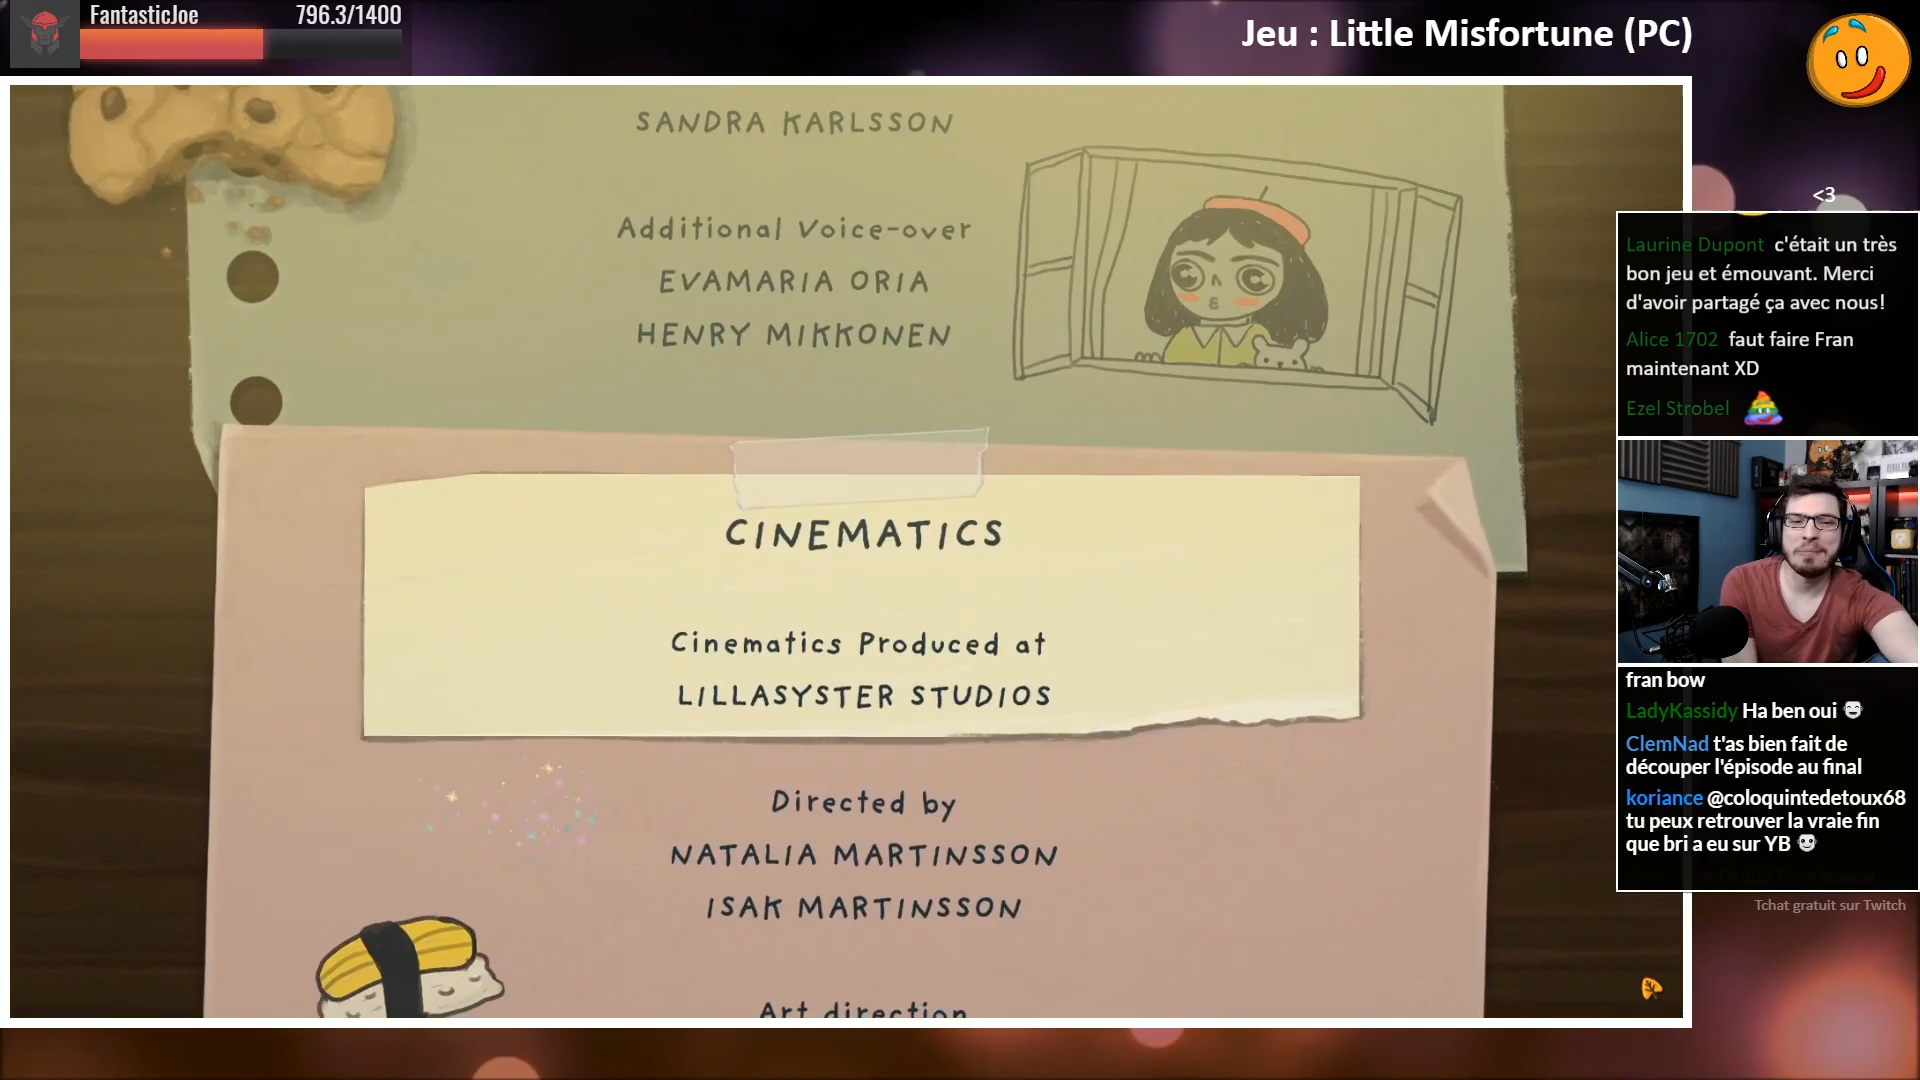 FantasticJoe 796.3/1400
Jeu : Little Misfortune (PC)
SANDRA KARLSSON
Additional Voice-over
EVAMARIA ORIA
HENRY MIKKONEN
CINEMATICS
Cinematics Produced at
LILLASYSTER STUDIOS
Directed by
NATALIA MARTINSSON
ISAK MARTINSSON
Art direction
<3
Laurine Dupont c'était un très
bon jeu et émouvant. Merci
d'avoir partagé ça avec nous!
Alice 1702 faut faire Fran
maintenant XD
Ezel Strobel
fran bow
LadyKassidy Ha ben oui
ClemNad t'as bien fait de
découper l'épisode au final
koriance @coloquintedetoux68
tu peux retrouver la vraie fin
que bri a eu sur YB
Tchat gratuit sur Twitch